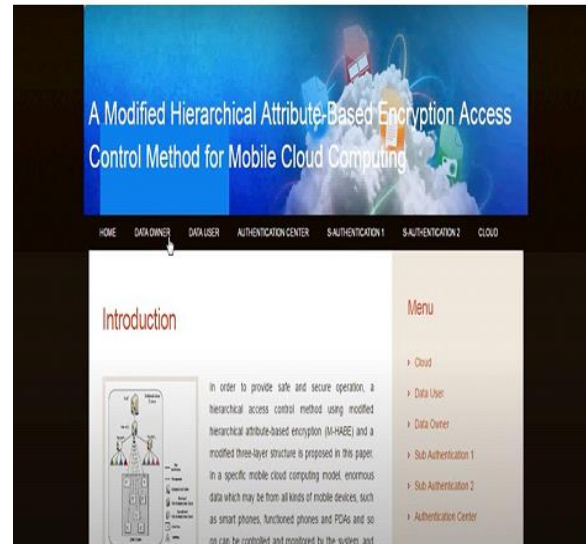 A Modified Hierarchical Attribute-Based Encryption Access
Control Method for Mobile Cloud Computing
HOME DATA OWNER DATA USER AUTHENTICATION CENTER S-AUTHENTICATION 1 S-AUTHENTICATION 2 CLOUD
Introduction
In order to provide safe and secure operation, a
hierarchical access control method using modified
hierarchical attribute-based encryption (M-HABE) and a
modified three-layer structure is proposed in this paper.
In a specific mobile cloud computing model, enormous
data which may be from all kinds of mobile devices, such
as smart phones, functioned phones and PDAs and so
on can be controlled and monitored by the system, and
Menu
› Cloud
› Data User
› Data Owner
› Sub Authentication 1
› Sub Authentication 2
› Authentication Center